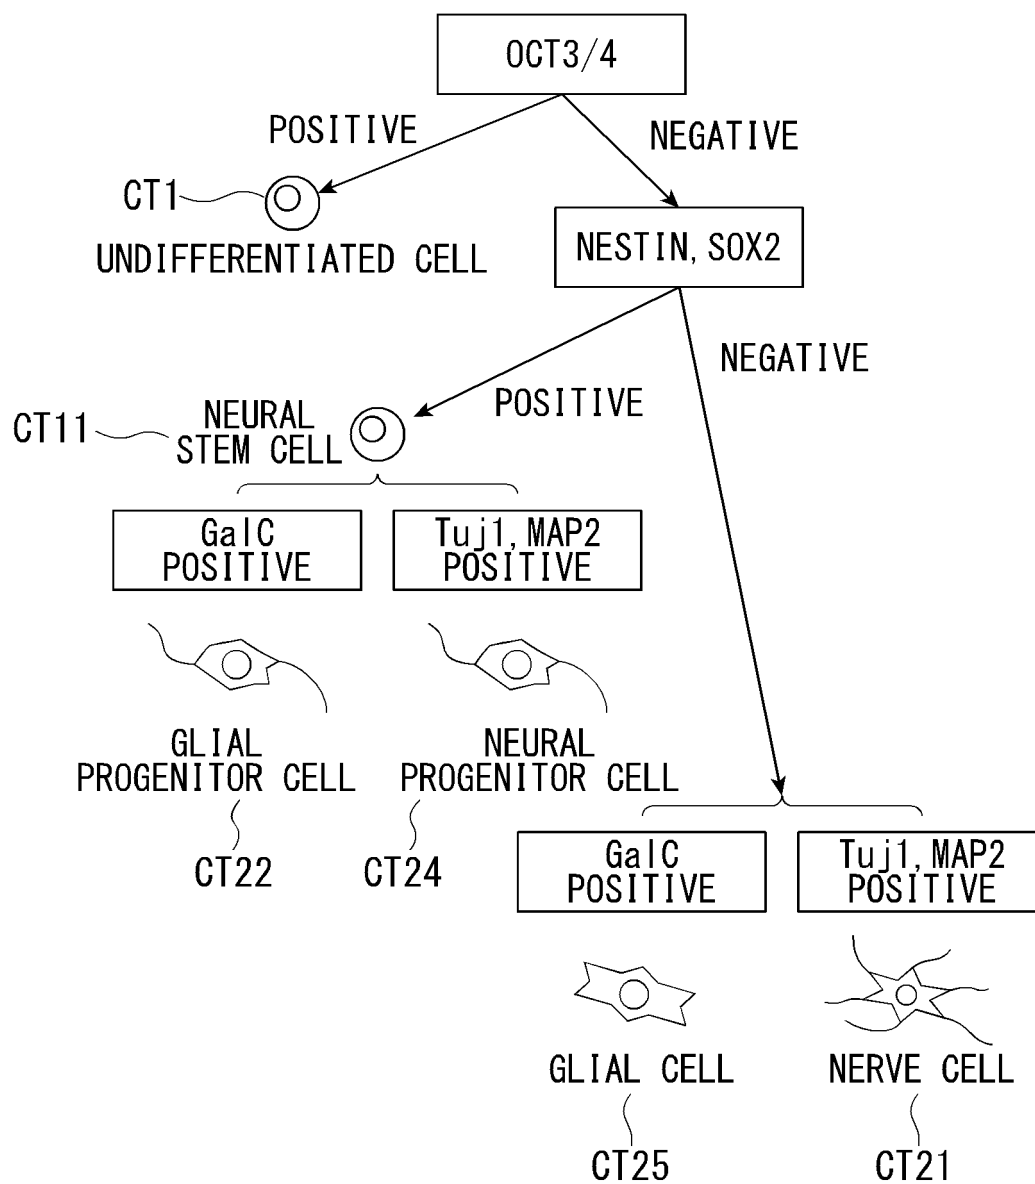 OCT3/4
POSITIVE
NEGATIVE
CT1
UNDIFFERENTIATED CELL
NESTIN, SOX2
NEGATIVE
POSITIVE
CT11
NEURAL
STEM CELL
GalC
POSITIVE
Tuj1, MAP2
POSITIVE
GLIAL
PROGENITOR CELL
NEURAL
PROGENITOR CELL
CT22
CT24
GalC
POSITIVE
Tuj1, MAP2
POSITIVE
GLIAL CELL
NERVE CELL
CT25
CT21